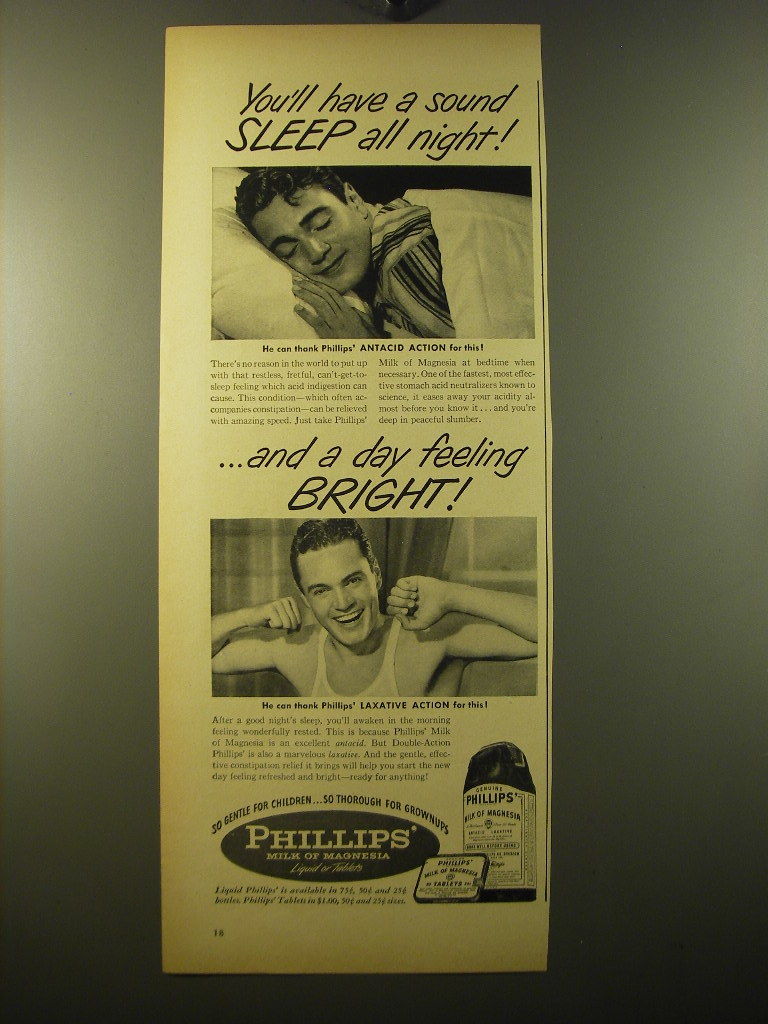 You'll have a sound
SLEEP all night!
He can thank Phillips' ANTACID ACTION for this!
There's no reason in the world to put up
with that restless, fretful, can't-get-to-
sleep feeling which acid indigestion can
cause. This condition—which often ac-
companies constipation—can be relieved
with amazing speed. Just take Phillips'
Milk of Magnesia at bedtime when
necessary. One of the fastest, most effec-
tive stomach acid neutralizers known to
science, it eases away your acidity al-
most before you know it... and you're
deep in peaceful slumber.
...and a day feeling
BRIGHT!
He can thank Phillips' LAXATIVE ACTION for this!
After a good night's sleep, you'll awaken in the morning
feeling wonderfully rested. This is because Phillips' Milk
of Magnesia is an excellent antacid. But Double-Action
Phillips' is also a marvelous laxative. And the gentle, effec-
tive constipation relief it brings will help you start the new
day feeling refreshed and bright—ready for anything!
SO GENTLE FOR CHILDREN...SO THOROUGH FOR GROWNUPS
PHILLIPS'
MILK OF MAGNESIA
Liquid or Tablets
Liquid Phillips' is available in 75¢, 50¢ and 25¢
bottles. Phillips' Tablets in $1.00, 50¢ and 25¢ sizes.
GENUINE
PHILLIPS'
MILK OF MAGNESIA
ANTACID LAXATIVE
SHAKE WELL BEFORE USING
PHILLIPS'
MILK OF MAGNESIA
TABLETS
18